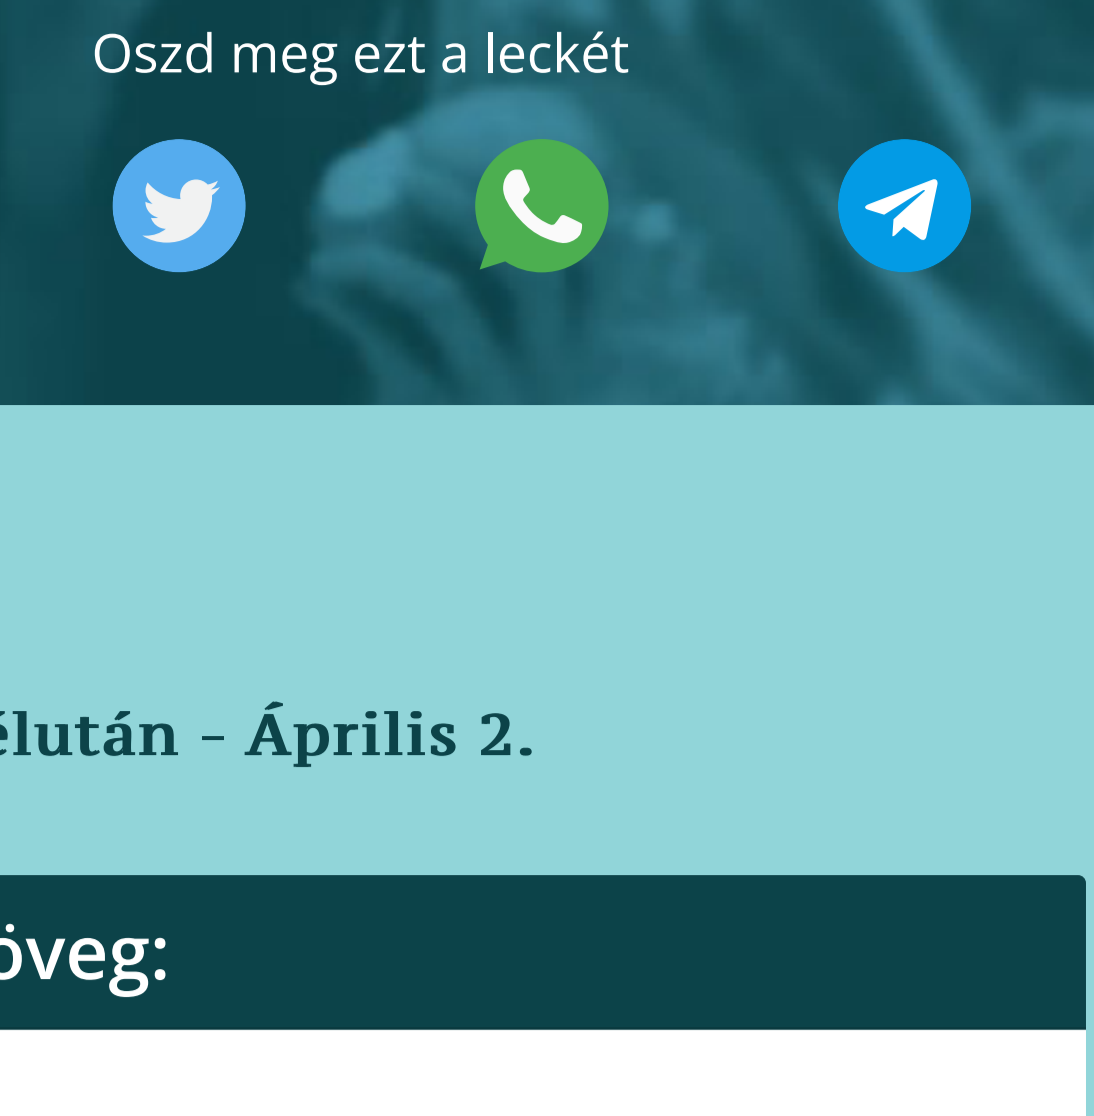 Oszd meg ezt a leckét
élután - Április 2.
öveg: